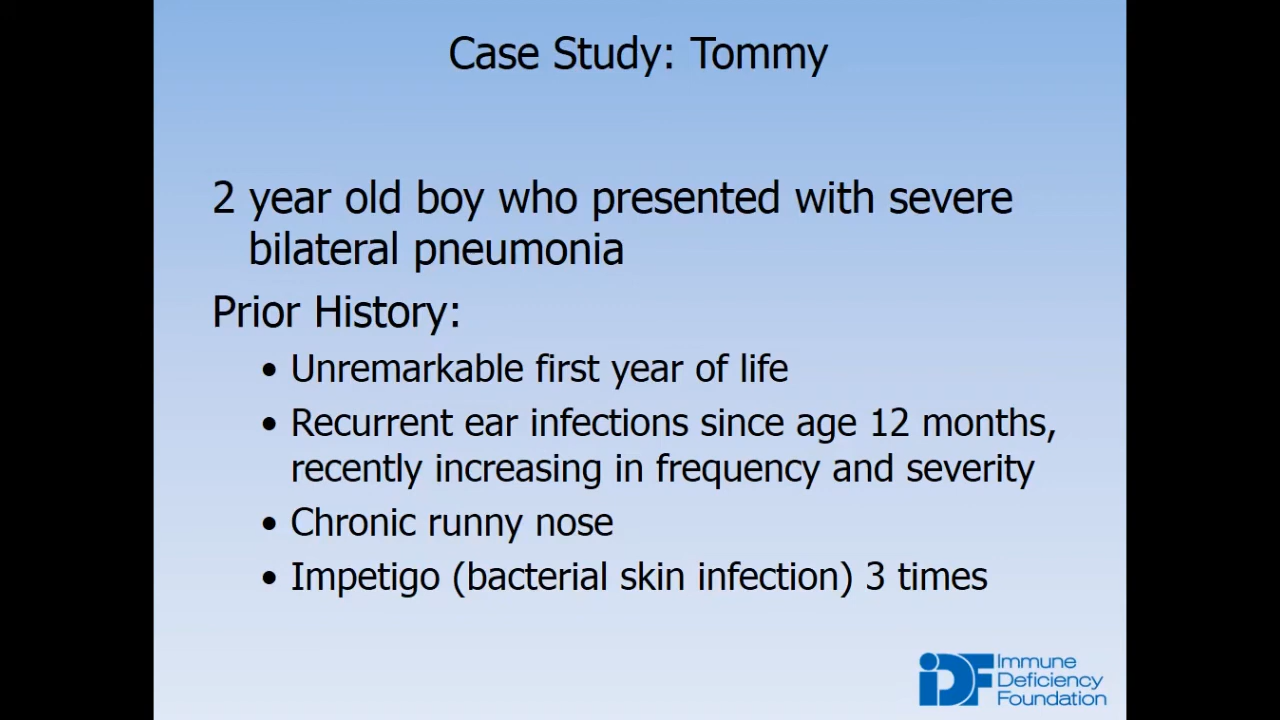 Case Study: Tommy
2 year old boy who presented with severe
bilateral pneumonia
Prior History:
• Unremarkable first year of life
• Recurrent ear infections since age 12 months,
recently increasing in frequency and severity
• Chronic runny nose
• Impetigo (bacterial skin infection) 3 times
iDF Immune
Deficiency
Foundation